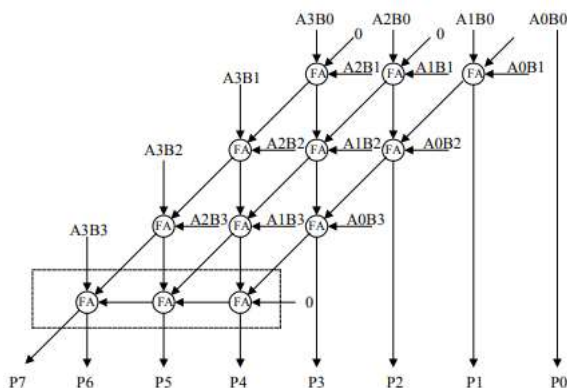 A3B0 A2B0 A1B0 A0B0
0 0
FA A2B1 FA A1B1 FA A0B1
A3B1
FA A2B2 FA A1B2 FA A0B2
A3B2
FA A2B3 FA A1B3 FA A0B3
A3B3
FA FA FA 0
P7 P6 P5 P4 P3 P2 P1 P0